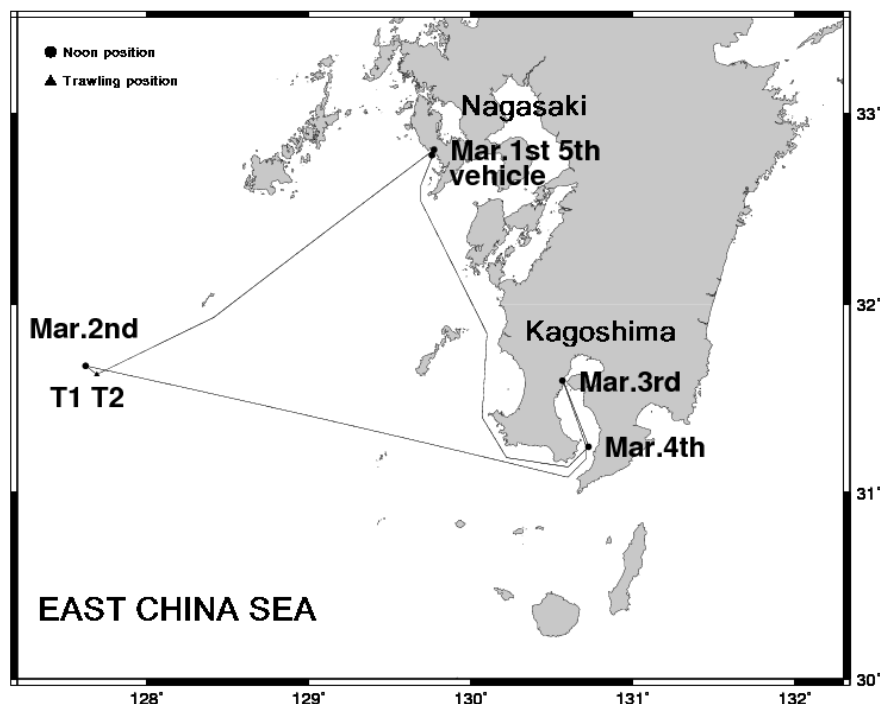 Noon position
Trawling position
Nagasaki
Mar.1st 5th
vehicle
Mar.2nd
T1 T2
Kagoshima
Mar.3rd
Mar.4th
EAST CHINA SEA
33°
32°
31°
30°
128°
129°
130°
131°
132°